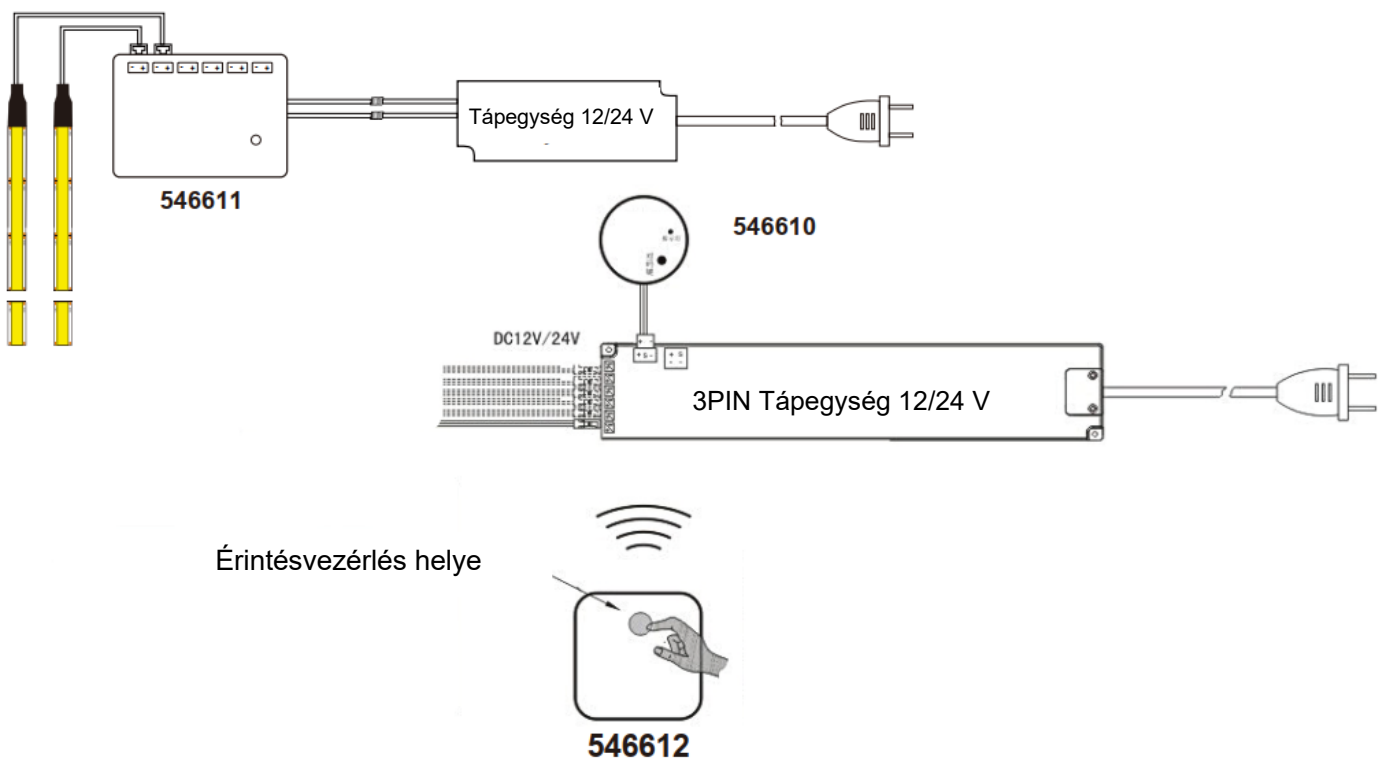 - + - + - + - + - + - +
Tápegység 12/24 V
546611
546610
DC12V/24V
+ S -
+ S
- -
3PIN Tápegység 12/24 V
Érintésvezérlés helye
546612